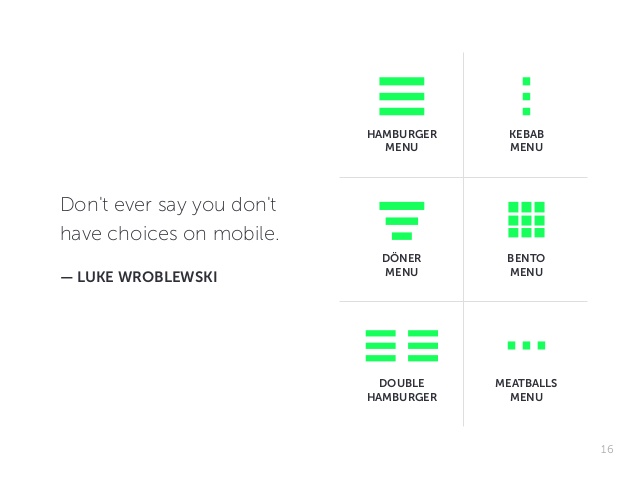 Don't ever say you don't
have choices on mobile.
— LUKE WROBLEWSKI
HAMBURGER
MENU
KEBAB
MENU
DÖNER
MENU
BENTO
MENU
DOUBLE
HAMBURGER
MEATBALLS
MENU
16